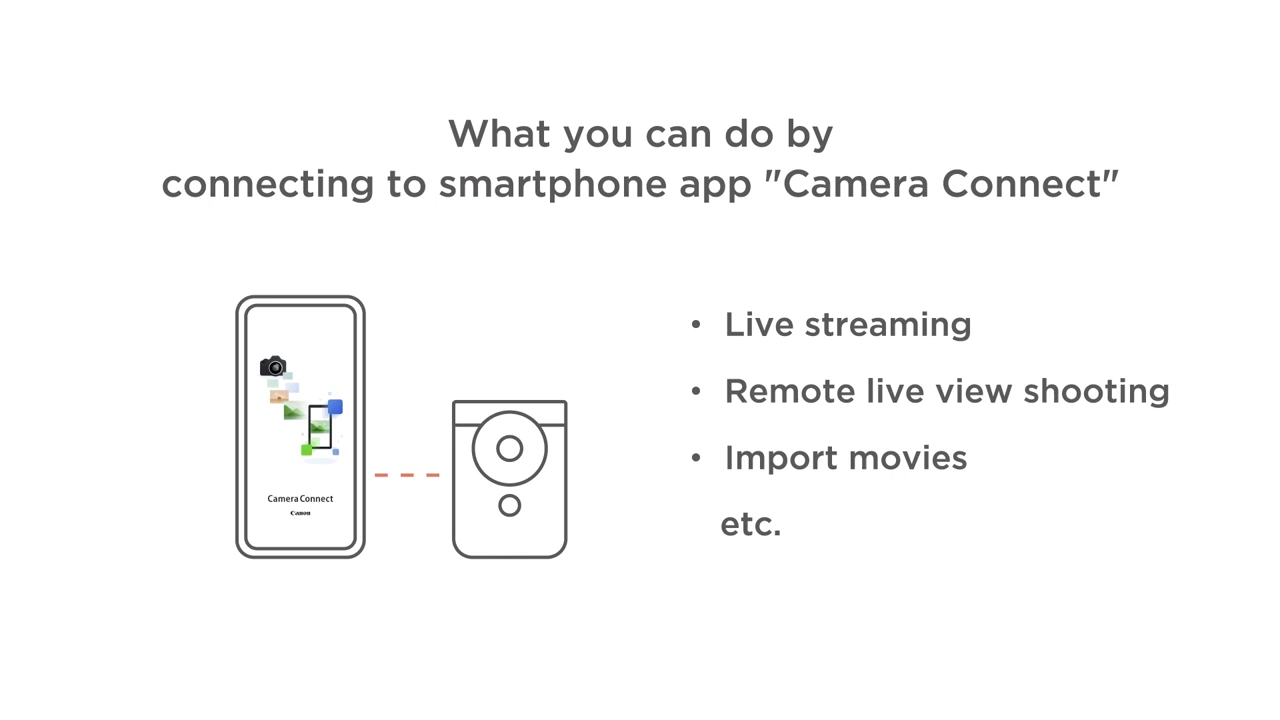 What you can do by
connecting to smartphone app "Camera Connect"
• Live streaming
• Remote live view shooting
• Import movies
etc.
Camera Connect
Canon